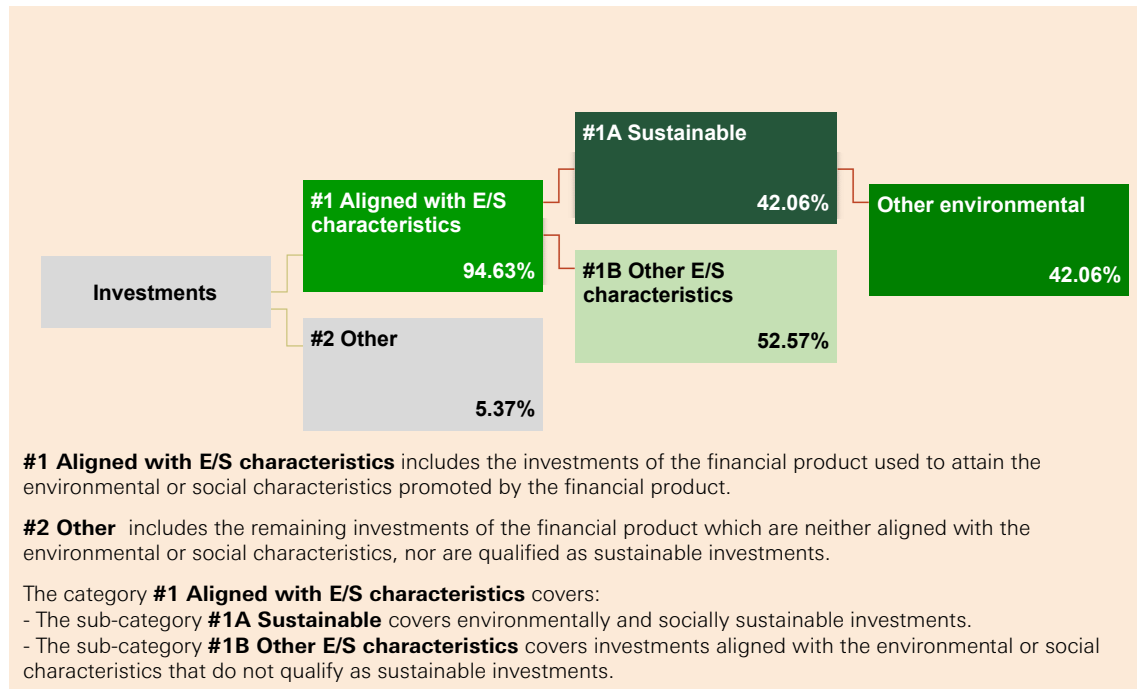 #1A Sustainable
42.06%
#1 Aligned with E/S
characteristics
94.63%
Other environmental
42.06%
Investments
#1B Other E/S
characteristics
52.57%
#2 Other
5.37%
#1 Aligned with E/S characteristics includes the investments of the financial product used to attain the
environmental or social characteristics promoted by the financial product.
#2 Other includes the remaining investments of the financial product which are neither aligned with the
environmental or social characteristics, nor are qualified as sustainable investments.
The category #1 Aligned with E/S characteristics covers:
- The sub-category #1A Sustainable covers environmentally and socially sustainable investments.
- The sub-category #1B Other E/S characteristics covers investments aligned with the environmental or social
characteristics that do not qualify as sustainable investments.